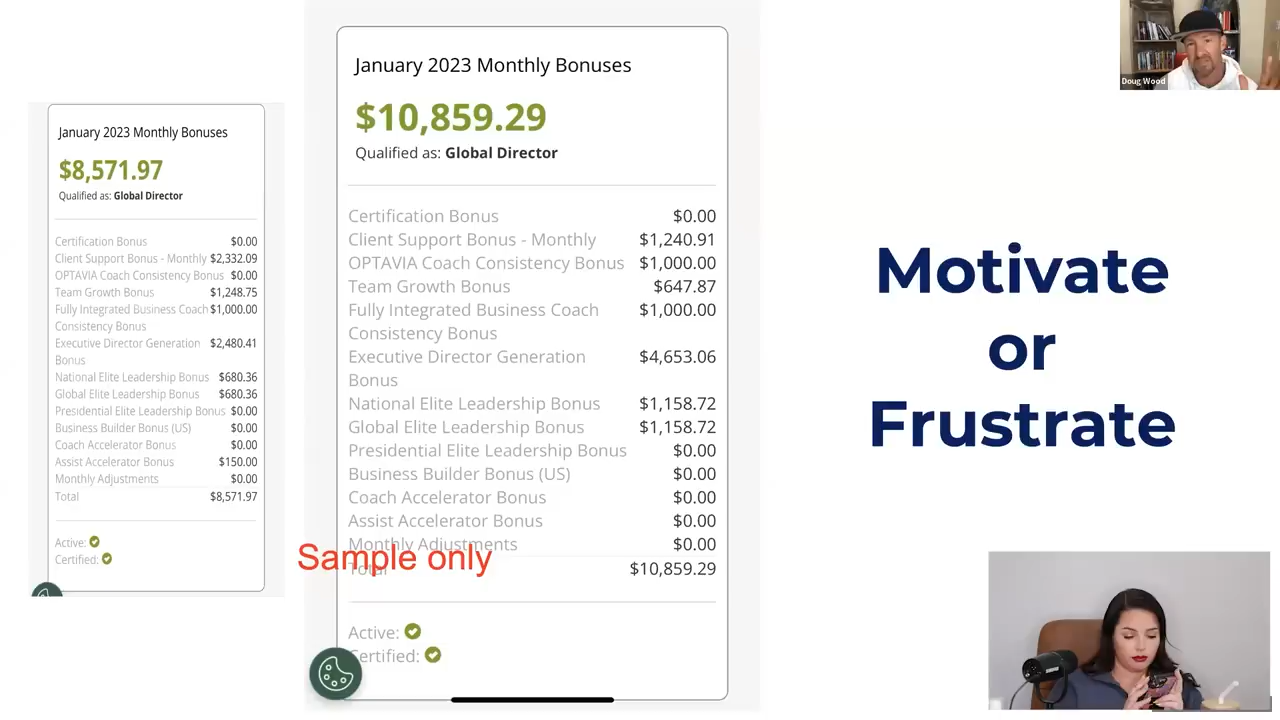 January 2023 Monthly Bonuses
$8,571.97
Qualified as: Global Director
Certification Bonus $0.00
Client Support Bonus - Monthly $2,332.09
OPTAVIA Coach Consistency Bonus $0.00
Team Growth Bonus $1,248.75
Fully Integrated Business Coach $1,000.00
Consistency Bonus
Executive Director Generation $2,480.41
Bonus
National Elite Leadership Bonus $680.36
Global Elite Leadership Bonus $680.36
Presidential Elite Leadership Bonus $0.00
Business Builder Bonus (US) $0.00
Coach Accelerator Bonus $0.00
Assist Accelerator Bonus $150.00
Monthly Adjustments $0.00
Total $8,571.97
Active:
Certified:
January 2023 Monthly Bonuses
$10,859.29
Qualified as: Global Director
Certification Bonus $0.00
Client Support Bonus - Monthly $1,240.91
OPTAVIA Coach Consistency Bonus $1,000.00
Team Growth Bonus $647.87
Fully Integrated Business Coach $1,000.00
Consistency Bonus
Executive Director Generation $4,653.06
Bonus
National Elite Leadership Bonus $1,158.72
Global Elite Leadership Bonus $1,158.72
Presidential Elite Leadership Bonus $0.00
Business Builder Bonus (US) $0.00
Coach Accelerator Bonus $0.00
Assist Accelerator Bonus $0.00
Monthly Adjustments $0.00
Sample only
Total $10,859.29
Active:
Certified:
Motivate
or
Frustrate
Doug Wood